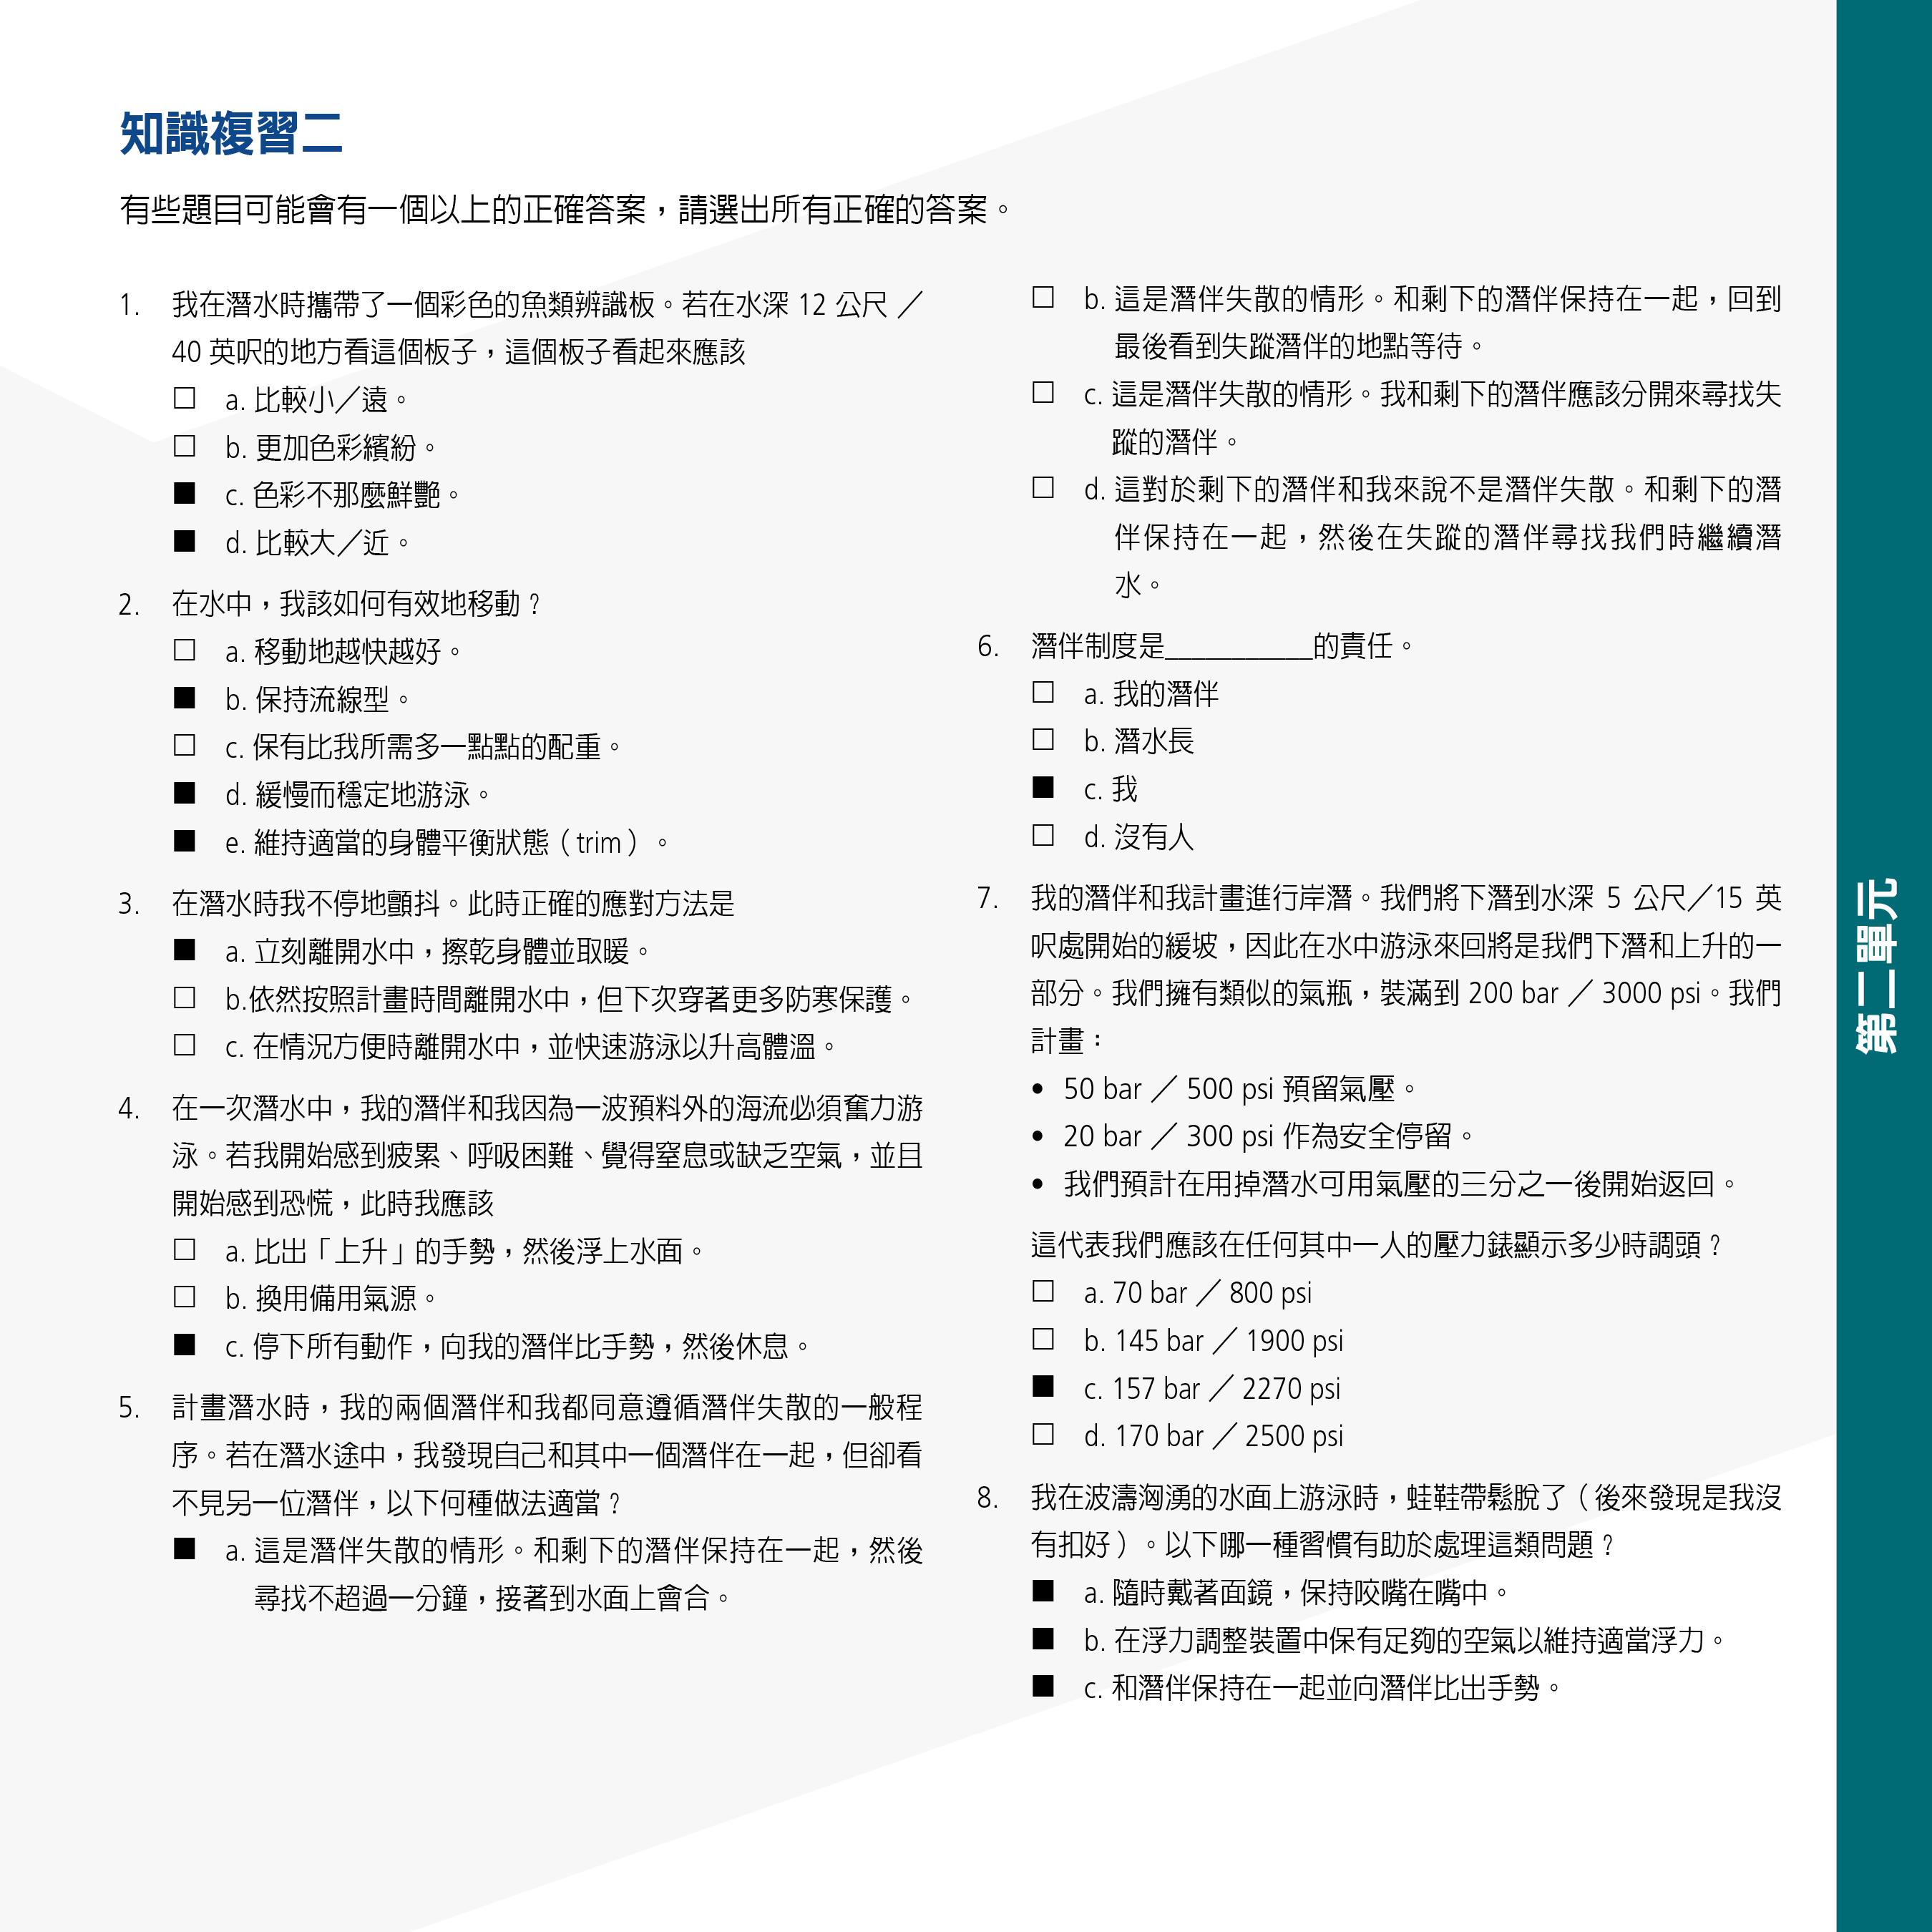 知識複習二
有些題目可能會有一個以上的正確答案，請選出所有正確的答案。
1. 我在潛水時攜帶了一個彩色的魚類辨識板。若在水深 12 公尺 ／
40 英呎的地方看這個板子，這個板子看起來應該
□ a. 比較小／遠。
□ b. 更加色彩繽紛。
■ c. 色彩不那麼鮮艷。
■ d. 比較大／近。
2. 在水中，我該如何有效地移動？
□ a. 移動地越快越好。
■ b. 保持流線型。
□ c. 保有比我所需多一點點的配重。
■ d. 緩慢而穩定地游泳。
■ e. 維持適當的身體平衡狀態（trim）。
3. 在潛水時我不停地顫抖。此時正確的應對方法是
■ a. 立刻離開水中，擦乾身體並取暖。
□ b.依然按照計畫時間離開水中，但下次穿著更多防寒保護。
□ c. 在情況方便時離開水中，並快速游泳以升高體溫。
4. 在一次潛水中，我的潛伴和我因為一波預料外的海流必須奮力游
泳。若我開始感到疲累、呼吸困難、覺得窒息或缺乏空氣，並且
開始感到恐慌，此時我應該
□ a. 比出「上升」的手勢，然後浮上水面。
□ b. 換用備用氣源。
■ c. 停下所有動作，向我的潛伴比手勢，然後休息。
5. 計畫潛水時，我的兩個潛伴和我都同意遵循潛伴失散的一般程
序。若在潛水途中，我發現自己和其中一個潛伴在一起，但卻看
不見另一位潛伴，以下何種做法適當？
■ a. 這是潛伴失散的情形。和剩下的潛伴保持在一起，然後
尋找不超過一分鐘，接著到水面上會合。
□ b. 這是潛伴失散的情形。和剩下的潛伴保持在一起，回到
最後看到失蹤潛伴的地點等待。
□ c. 這是潛伴失散的情形。我和剩下的潛伴應該分開來尋找失
蹤的潛伴。
□ d. 這對於剩下的潛伴和我來說不是潛伴失散。和剩下的潛
伴保持在一起，然後在失蹤的潛伴尋找我們時繼續潛
水。
6. 潛伴制度是___________的責任。
□ a. 我的潛伴
□ b. 潛水長
■ c. 我
□ d. 沒有人
7. 我的潛伴和我計畫進行岸潛。我們將下潛到水深 5 公尺／15 英
呎處開始的緩坡，因此在水中游泳來回將是我們下潛和上升的一
部分。我們擁有類似的氣瓶，裝滿到 200 bar ／ 3000 psi。我們
計畫：
• 50 bar ／ 500 psi 預留氣壓。
• 20 bar ／ 300 psi 作為安全停留。
• 我們預計在用掉潛水可用氣壓的三分之一後開始返回。
這代表我們應該在任何其中一人的壓力錶顯示多少時調頭？
□ a. 70 bar ／ 800 psi
□ b. 145 bar ／ 1900 psi
■ c. 157 bar ／ 2270 psi
□ d. 170 bar ／ 2500 psi
8. 我在波濤洶湧的水面上游泳時，蛙鞋帶鬆脫了（後來發現是我沒
有扣好）。以下哪一種習慣有助於處理這類問題？
■ a. 隨時戴著面鏡，保持咬嘴在嘴中。
■ b. 在浮力調整裝置中保有足夠的空氣以維持適當浮力。
■ c. 和潛伴保持在一起並向潛伴比出手勢。
第二單元